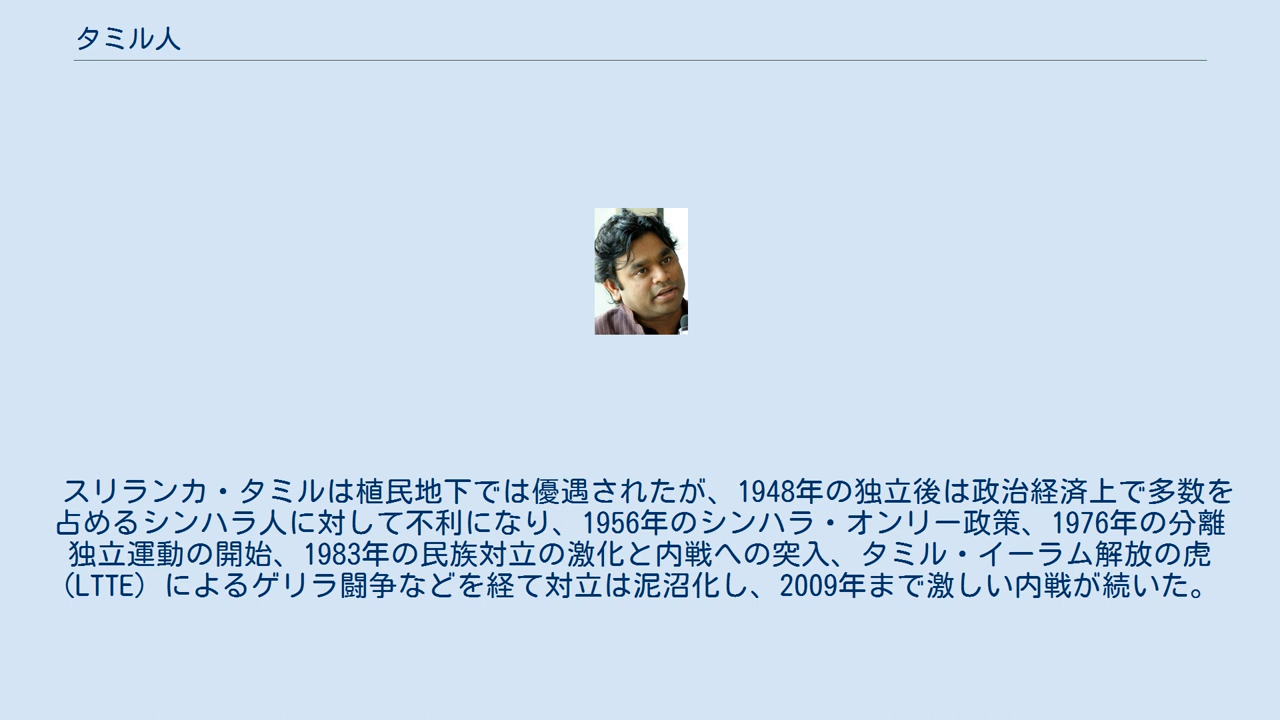 タミル人
スリランカ・タミルは植民地下では優遇されたが、1948年の独立後は政治経済上で多数を
占めるシンハラ人に対して不利になり、1956年のシンハラ・オンリー政策、1976年の分離
独立運動の開始、1983年の民族対立の激化と内戦への突入、タミル・イーラム解放の虎
（LTTE）によるゲリラ闘争などを経て対立は泥沼化し、2009年まで激しい内戦が続いた。